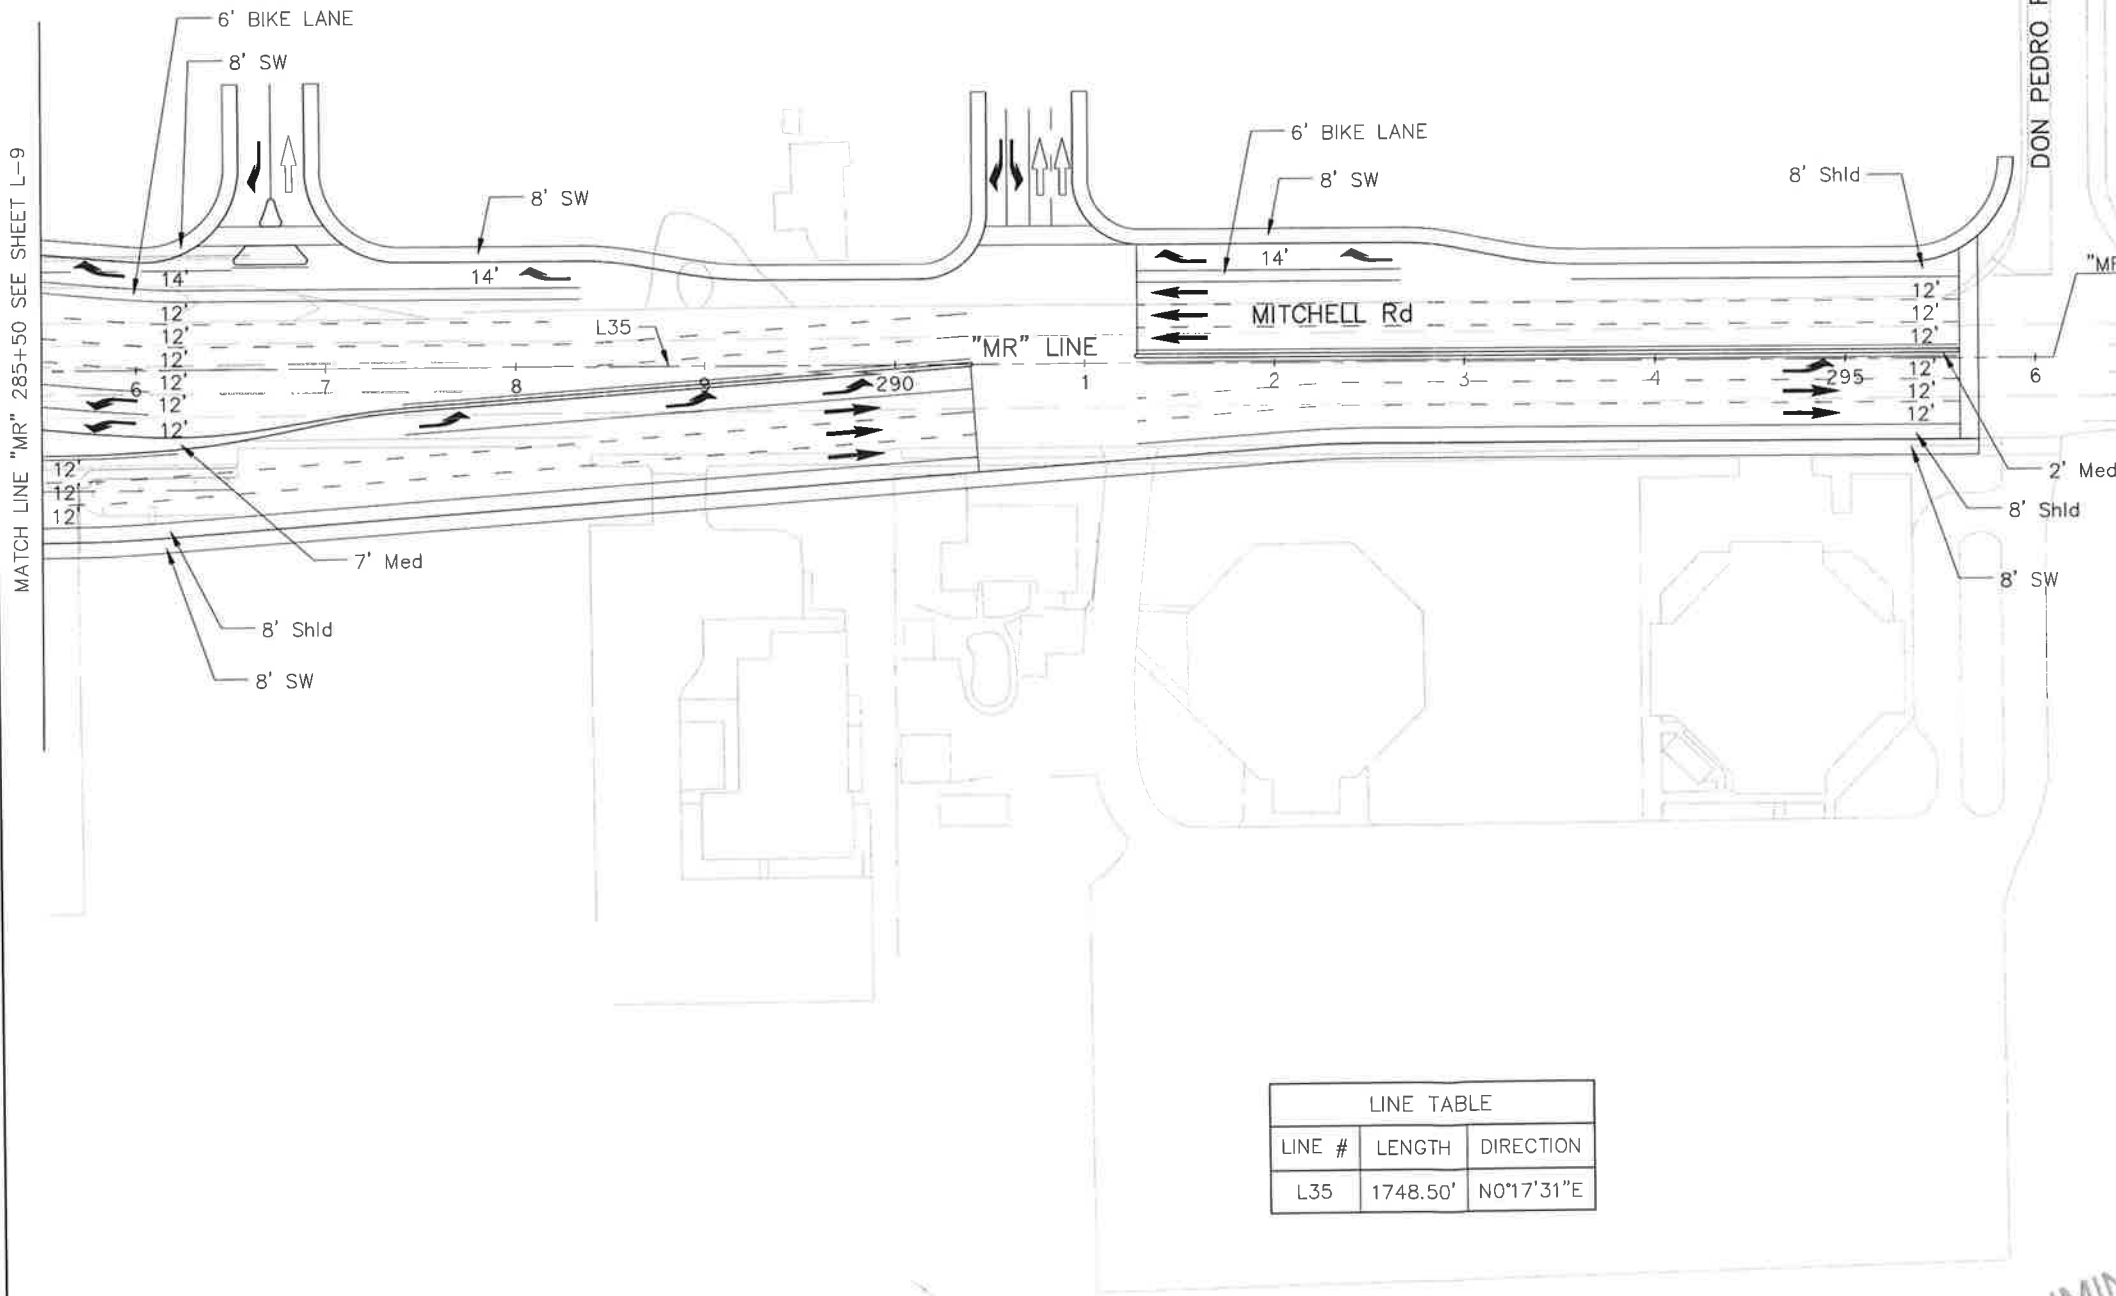 6' BIKE LANE
8' SW
8' SW
6' BIKE LANE
8' SW
8' Shld
DON PEDRO
MATCH LINE "MR" 285+50 SEE SHEET L-9
14'
14'
14'
12'
12'
12'
12'
12'
12'
12'
12'
12'
L35
"MR" LINE
MITCHELL Rd
12'
12'
12'
12'
12'
12'
6
7
8
9
290
1
2
3
4
295
6
7' Med
8' Shld
8' SW
2' Med
8' Shld
8' SW
LINE TABLE
LINE # LENGTH DIRECTION
L35 1748.50' N0°17'31"E